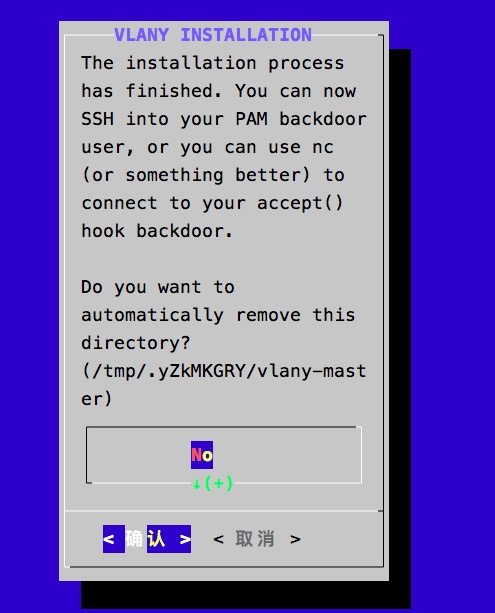 VLANY INSTALLATION
The installation process
has finished. You can now
SSH into your PAM backdoor
user, or you can use nc
(or something better) to
connect to your accept()
hook backdoor.
Do you want to
automatically remove this
directory?
(/tmp/.yZkMKGRY/vlany-mast
er)
No
↓(+)
< 确认 > < 取消 >